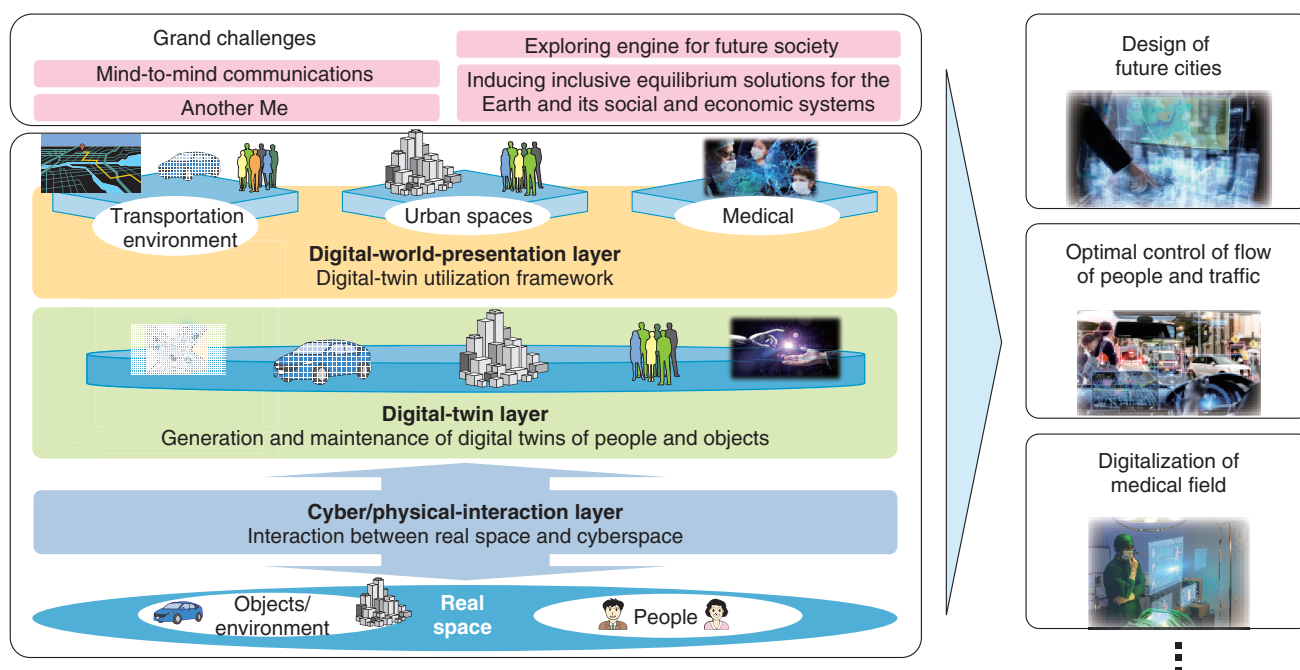 Grand challenges
Mind-to-mind communications
Another Me
Exploring engine for future society
Inducing inclusive equilibrium solutions for the
Earth and its social and economic systems
Transportation
environment
Urban spaces
Medical
Digital-world-presentation layer
Digital-twin utilization framework
Digital-twin layer
Generation and maintenance of digital twins of people and objects
Cyber/physical-interaction layer
Interaction between real space and cyberspace
Objects/
environment
Real
space
People
Design of
future cities
Optimal control of flow
of people and traffic
Digitalization of
medical field